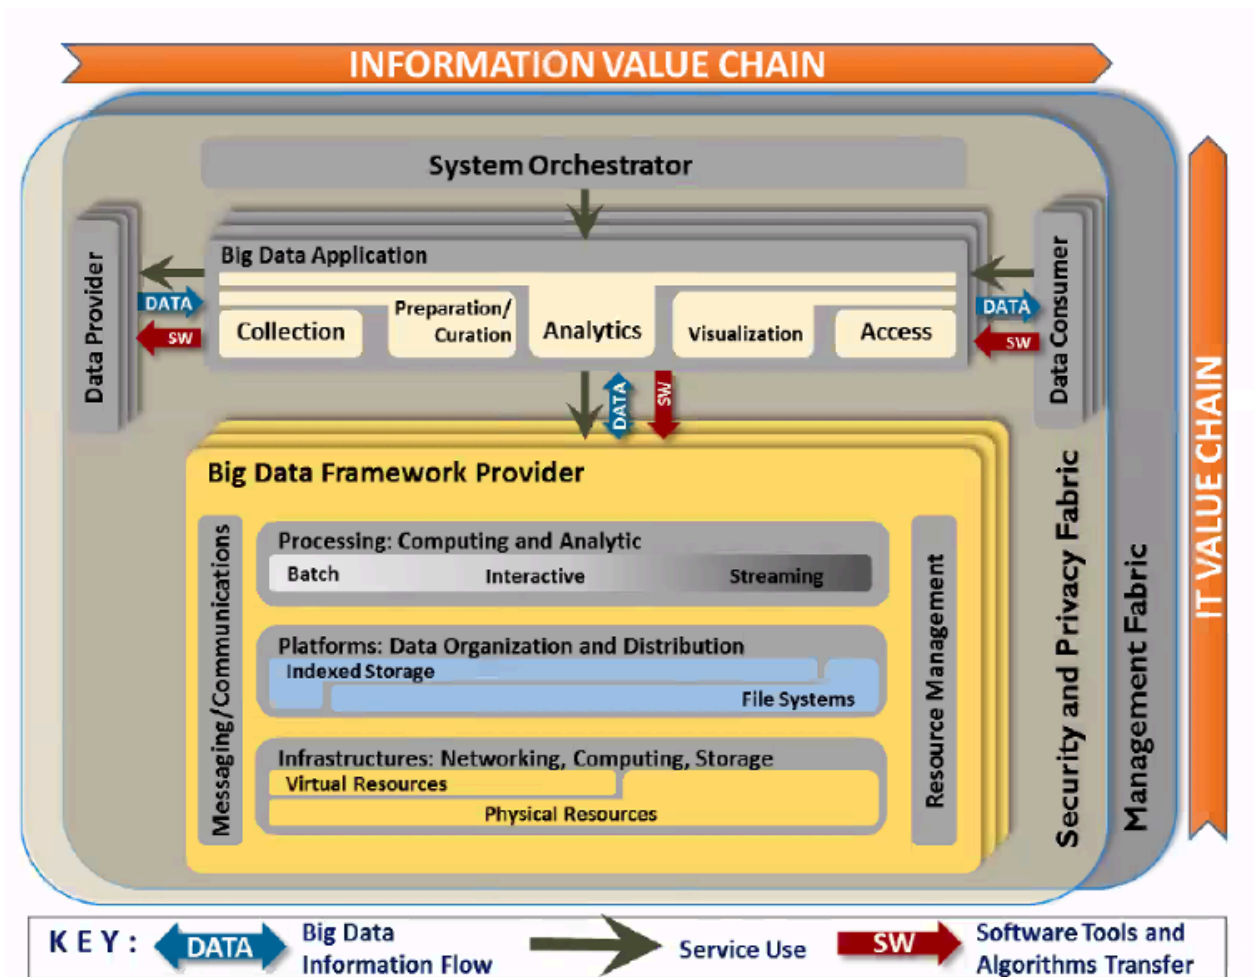 INFORMATION VALUE CHAIN
System Orchestrator
Big Data Application
Collection
Preparation/
Curation
Analytics
Visualization
Access
Data Provider
DATA
SW
DATA
SW
Data Consumer
DATA
SW
Big Data Framework Provider
Messaging/Communications
Processing: Computing and Analytic
Batch
Interactive
Streaming
Platforms: Data Organization and Distribution
Indexed Storage
File Systems
Infrastructures: Networking, Computing, Storage
Virtual Resources
Physical Resources
Resource Management
Security and Privacy Fabric
Management Fabric
IT VALUE CHAIN
KEY:
DATA
Big Data
Information Flow
Service Use
SW
Software Tools and
Algorithms Transfer